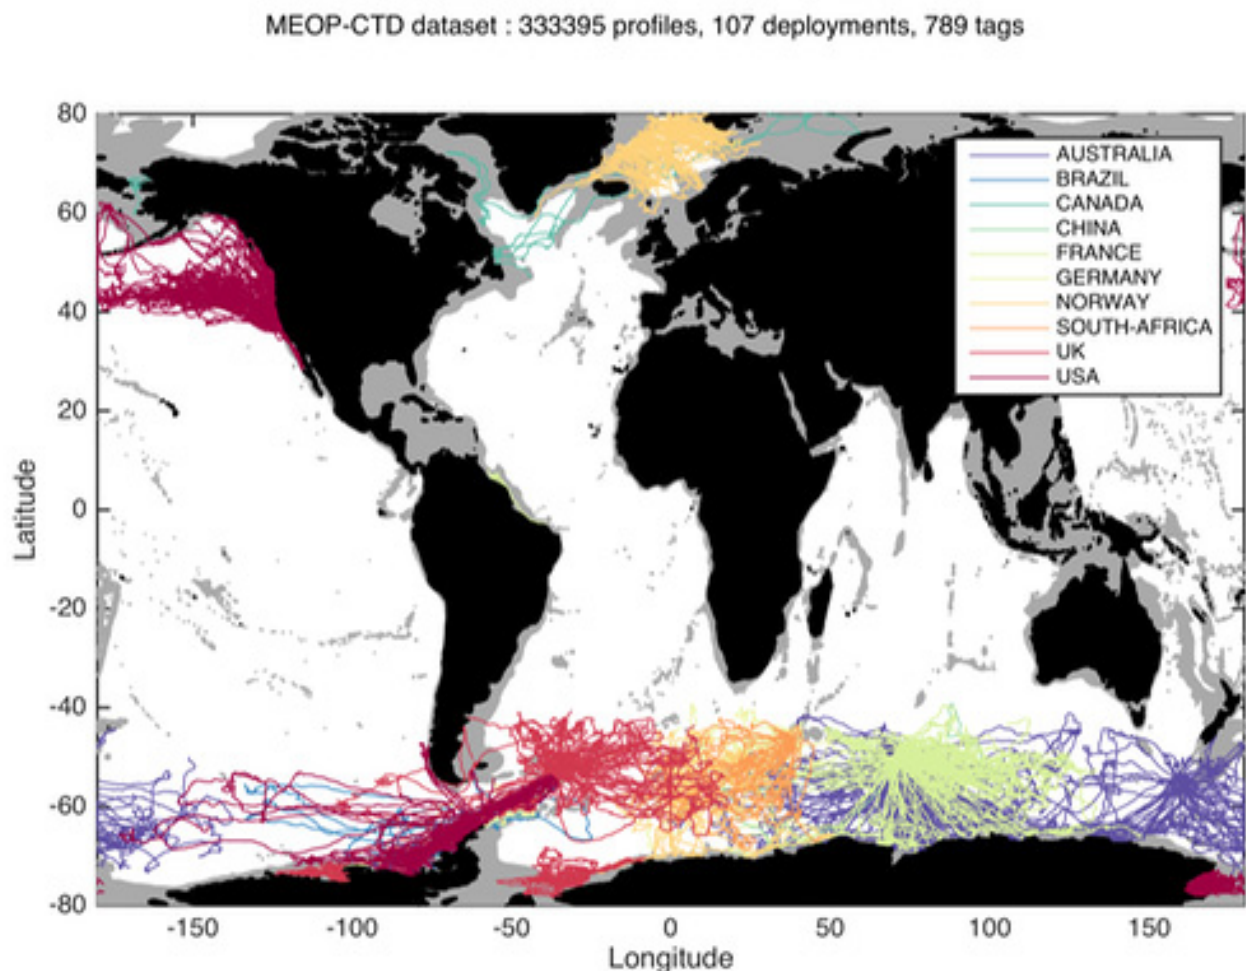 MEOP-CTD dataset : 333395 profiles, 107 deployments, 789 tags
80
60
40
20
0
-20
-40
-60
-80
Latitude
AUSTRALIA
BRAZIL
CANADA
CHINA
FRANCE
GERMANY
NORWAY
SOUTH-AFRICA
UK
USA
-150 -100 -50 0 50 100 150
Longitude